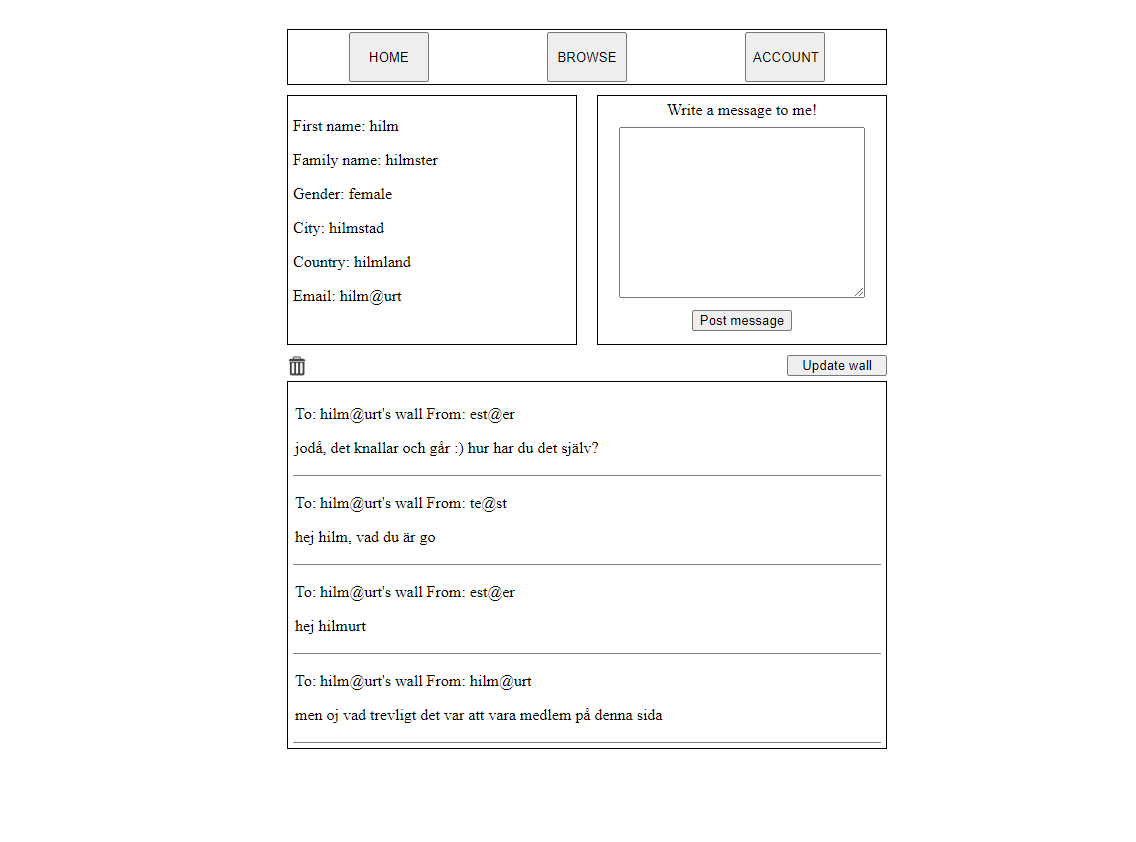 HOME BROWSE ACCOUNT
First name: hilm
Family name: hilmster
Gender: female
City: hilmstad
Country: hilmland
Email: hilm@urt
Write a message to me!
Post message
Update wall
To: hilm@urt's wall From: est@er
jodå, det knallar och går :) hur har du det själv?
To: hilm@urt's wall From: te@st
hej hilm, vad du är go
To: hilm@urt's wall From: est@er
hej hilmurt
To: hilm@urt's wall From: hilm@urt
men oj vad trevligt det var att vara medlem på denna sida